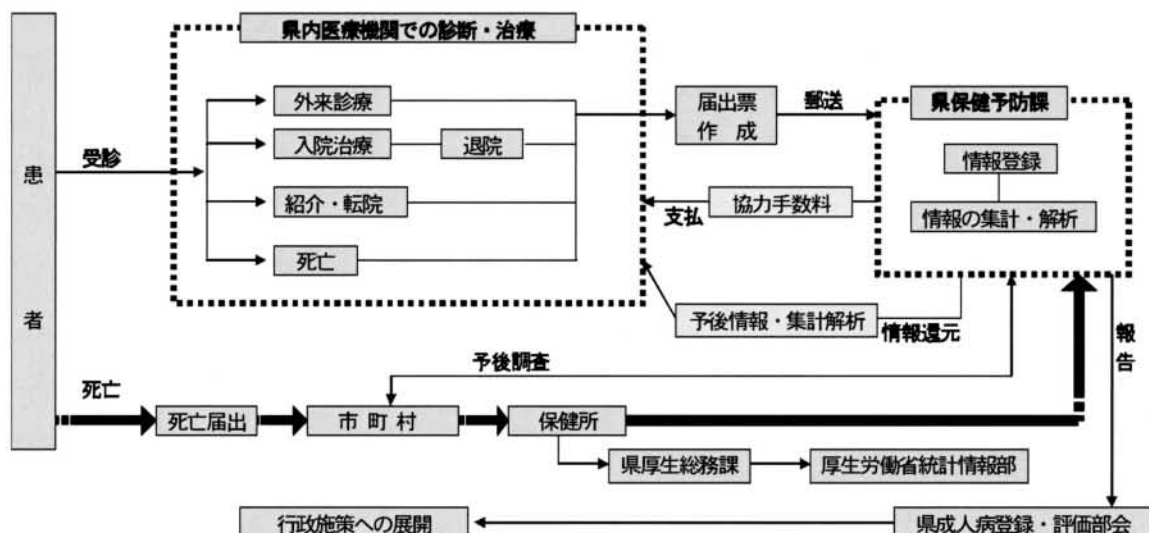 県内医療機関での診断・治療
外来診療
入院治療
退院
紹介・転院
死亡
患者
受診
届出票
作成
郵送
県保健予防課
情報登録
情報の集計・解析
支払
協力手数料
予後情報・集計解析
情報還元
報告
予後調査
死亡
死亡届出
市町村
保健所
県厚生総務課
厚生労働省統計情報部
行政施策への展開
県成人病登録・評価部会